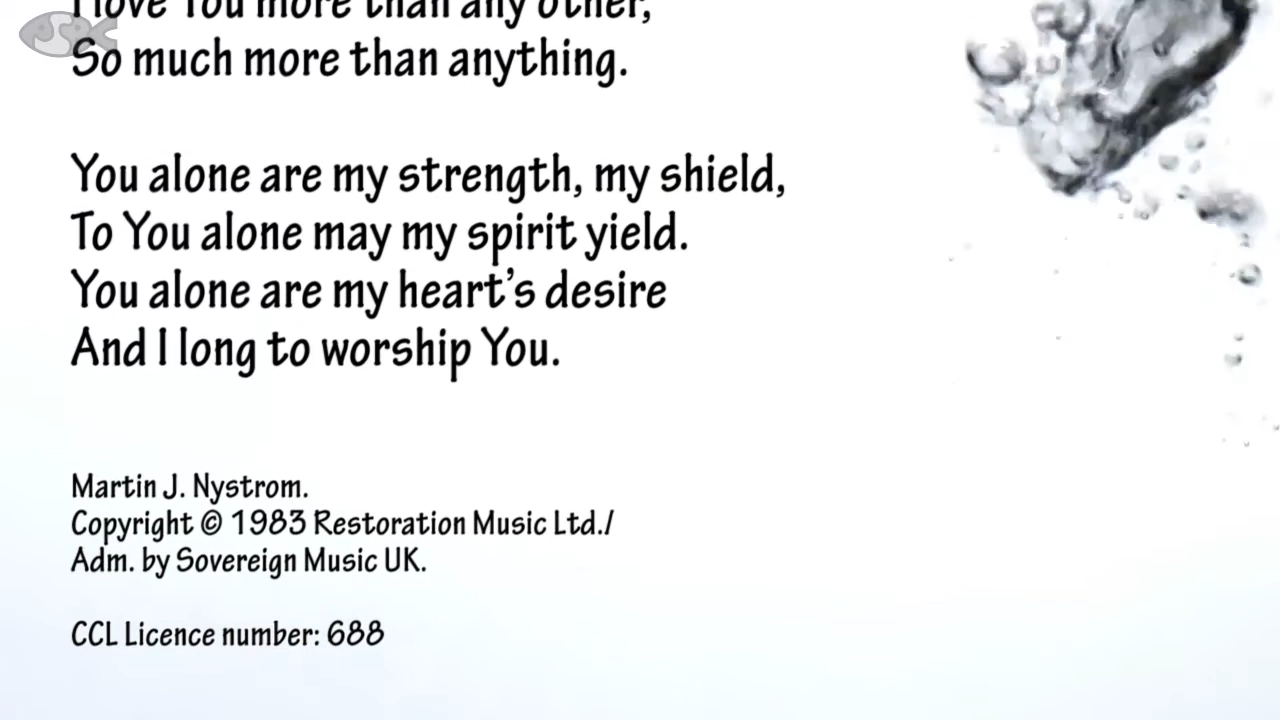 I love You more than any other,
So much more than anything.
You alone are my strength, my shield,
To You alone may my spirit yield.
You alone are my heart's desire
And I long to worship You.
Martin J. Nystrom.
Copyright © 1983 Restoration Music Ltd./
Adm. by Sovereign Music UK.
CCL Licence number: 688